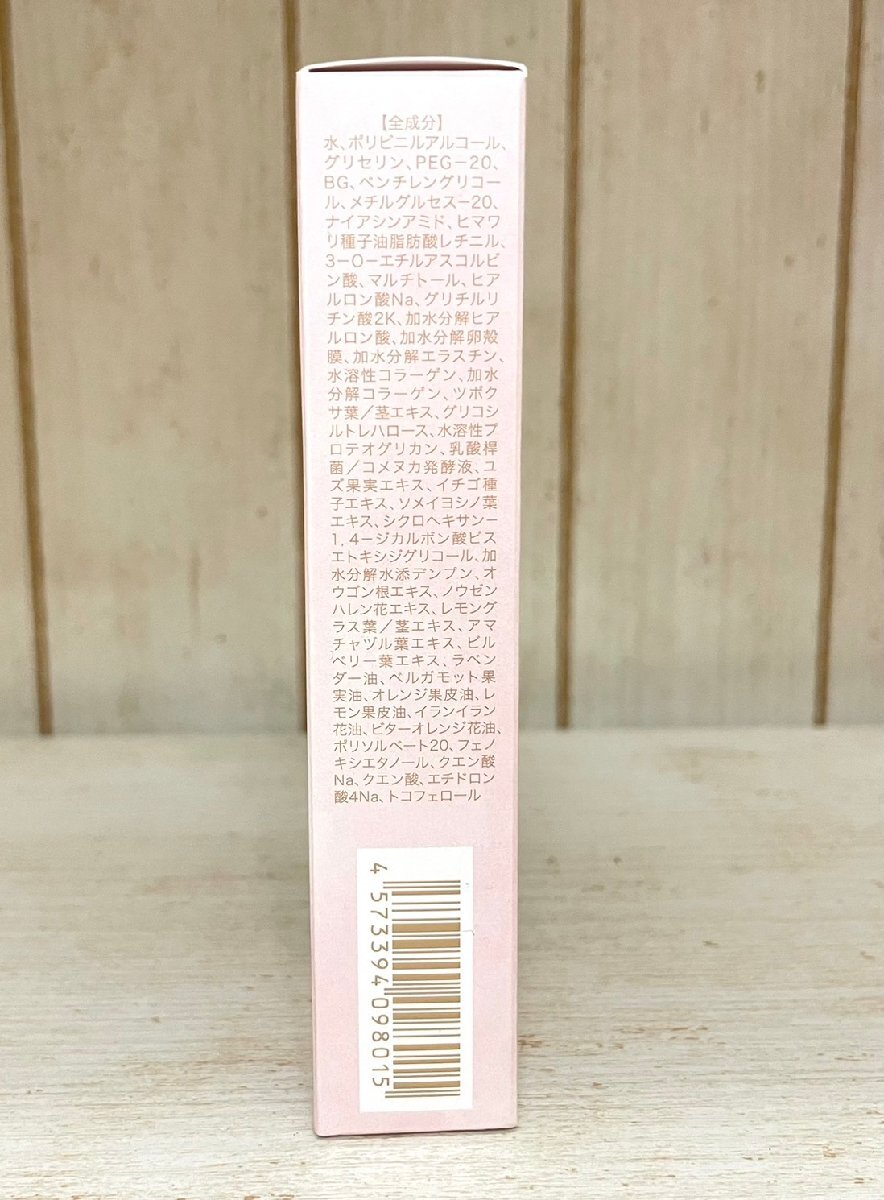 【全成分】
水、ポリビニルアルコール、
グリセリン、PEG－20、
BG、ペンチレングリコー
ル、メチルグルセス－20、
ナイアシンアミド、ヒマワ
リ種子油脂肪酸レチニル、
3－O－エチルアスコルビ
ン酸、マルチトール、ヒア
ルロン酸Na、グリチルリ
チン酸2K、加水分解ヒア
ルロン酸、加水分解卵殻
膜、加水分解エラスチン、
水溶性コラーゲン、加水
分解コラーゲン、ツボク
サ葉／茎エキス、グリコシ
ルトレハロース、水溶性プ
ロテオグリカン、乳酸桿
菌／コメヌカ発酵液、ユ
ズ果実エキス、イチゴ種
子エキス、ソメイヨシノ葉
エキス、シクロヘキサン－
1,4－ジカルボン酸ビス
エトキシジグリコール、加
水分解水添デンプン、オ
ウゴン根エキス、ノウゼン
ハレン花エキス、レモング
ラス葉／茎エキス、アマ
チャヅル葉エキス、ビル
ベリー葉エキス、ラベン
ダー油、ベルガモット果
実油、オレンジ果皮油、レ
モン果皮油、イランイラン
花油、ビターオレンジ花油、
ポリソルベート20、フェノ
キシエタノール、クエン酸
Na、クエン酸、エチドロン
酸4Na、トコフェロール
4573394098015